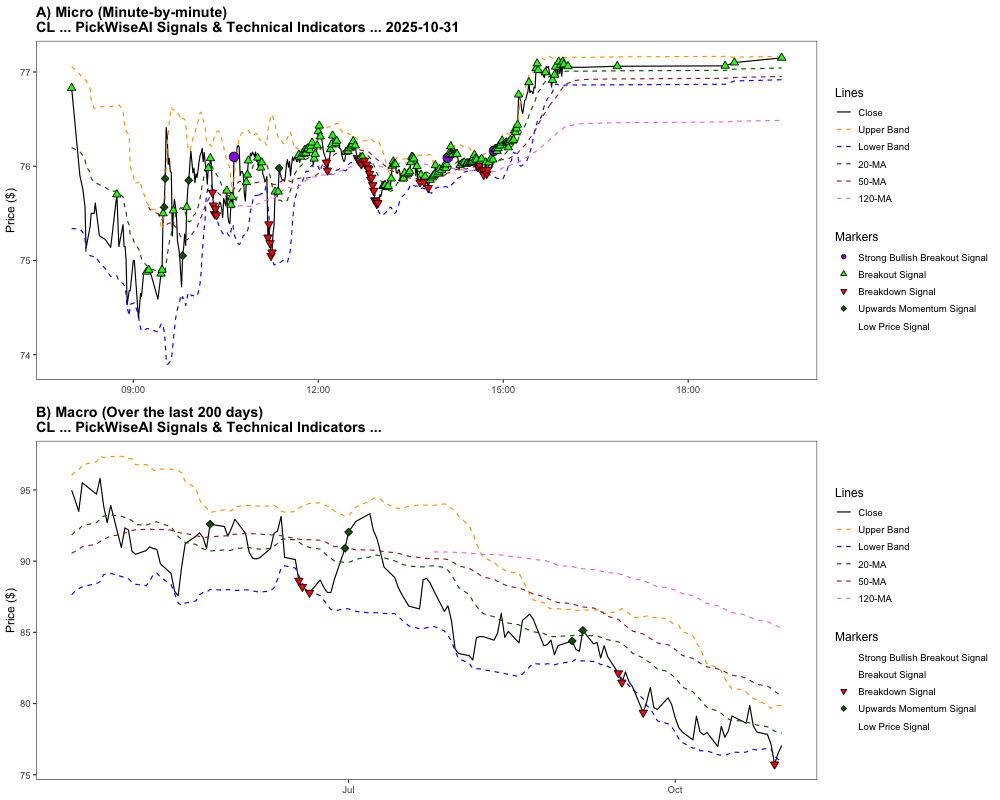 A) Micro (Minute-by-minute)
CL ... PickWiseAI Signals & Technical Indicators ... 2025-10-31
Price ($)
77
76
75
74
09:00
12:00
15:00
18:00
Lines
Close
Upper Band
Lower Band
20-MA
50-MA
120-MA
Markers
Strong Bullish Breakout Signal
Breakout Signal
Breakdown Signal
Upwards Momentum Signal
Low Price Signal
B) Macro (Over the last 200 days)
CL ... PickWiseAI Signals & Technical Indicators ...
Price ($)
95
90
85
80
75
Jul
Oct
Lines
Close
Upper Band
Lower Band
20-MA
50-MA
120-MA
Markers
Strong Bullish Breakout Signal
Breakout Signal
Breakdown Signal
Upwards Momentum Signal
Low Price Signal